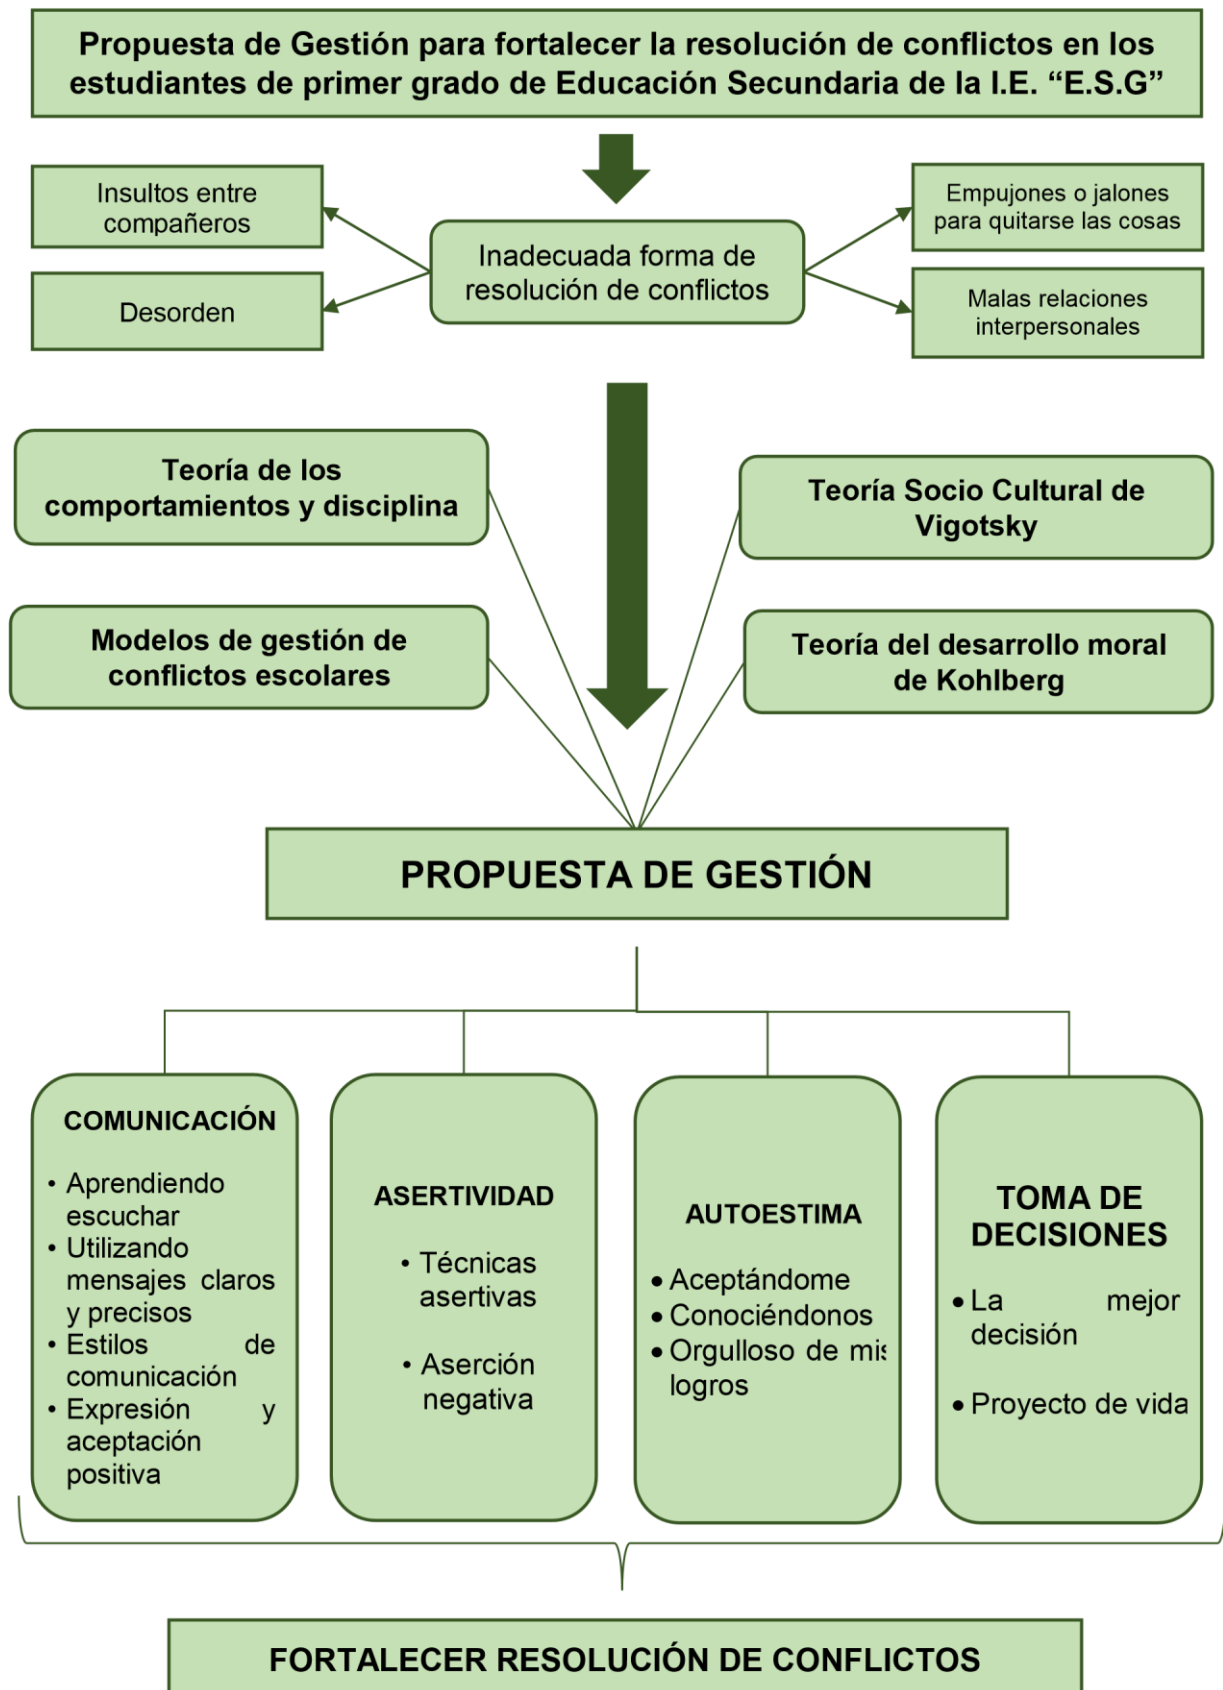 Propuesta de Gestión para fortalecer la resolución de conflictos en los
estudiantes de primer grado de Educación Secundaria de la I.E. “E.S.G”
Insultos entre
compañeros
Desorden
Inadecuada forma de
resolución de conflictos
Empujones o jalones
para quitarse las cosas
Malas relaciones
interpersonales
Teoría de los
comportamientos y disciplina
Modelos de gestión de
conflictos escolares
Teoría Socio Cultural de
Vigotsky
Teoría del desarrollo moral
de Kohlberg
PROPUESTA DE GESTIÓN
COMUNICACIÓN
• Aprendiendo
escuchar
• Utilizando
mensajes claros
y precisos
• Estilos de
comunicación
• Expresión y
aceptación
positiva
ASERTIVIDAD
• Técnicas
asertivas
• Aserción
negativa
AUTOESTIMA
• Aceptándome
• Conociéndonos
• Orgulloso de mis
logros
TOMA DE
DECISIONES
• La mejor
decisión
• Proyecto de vida
FORTALECER RESOLUCIÓN DE CONFLICTOS